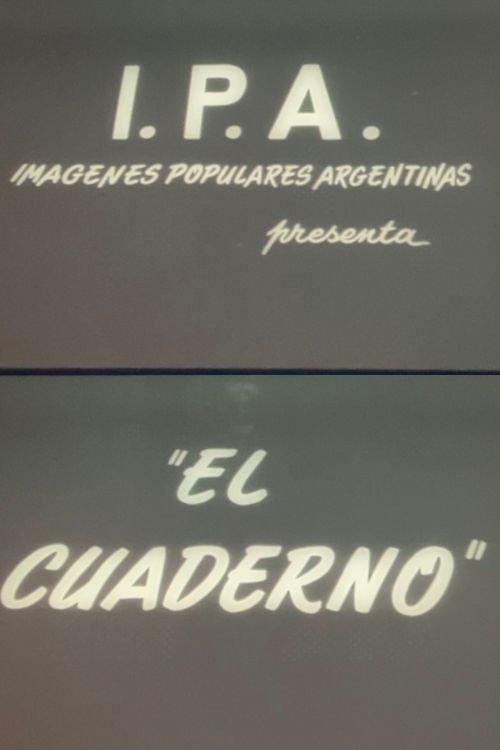 I.P.A.
IMAGENES POPULARES ARGENTINAS
presenta
"EL
CUADERNO"